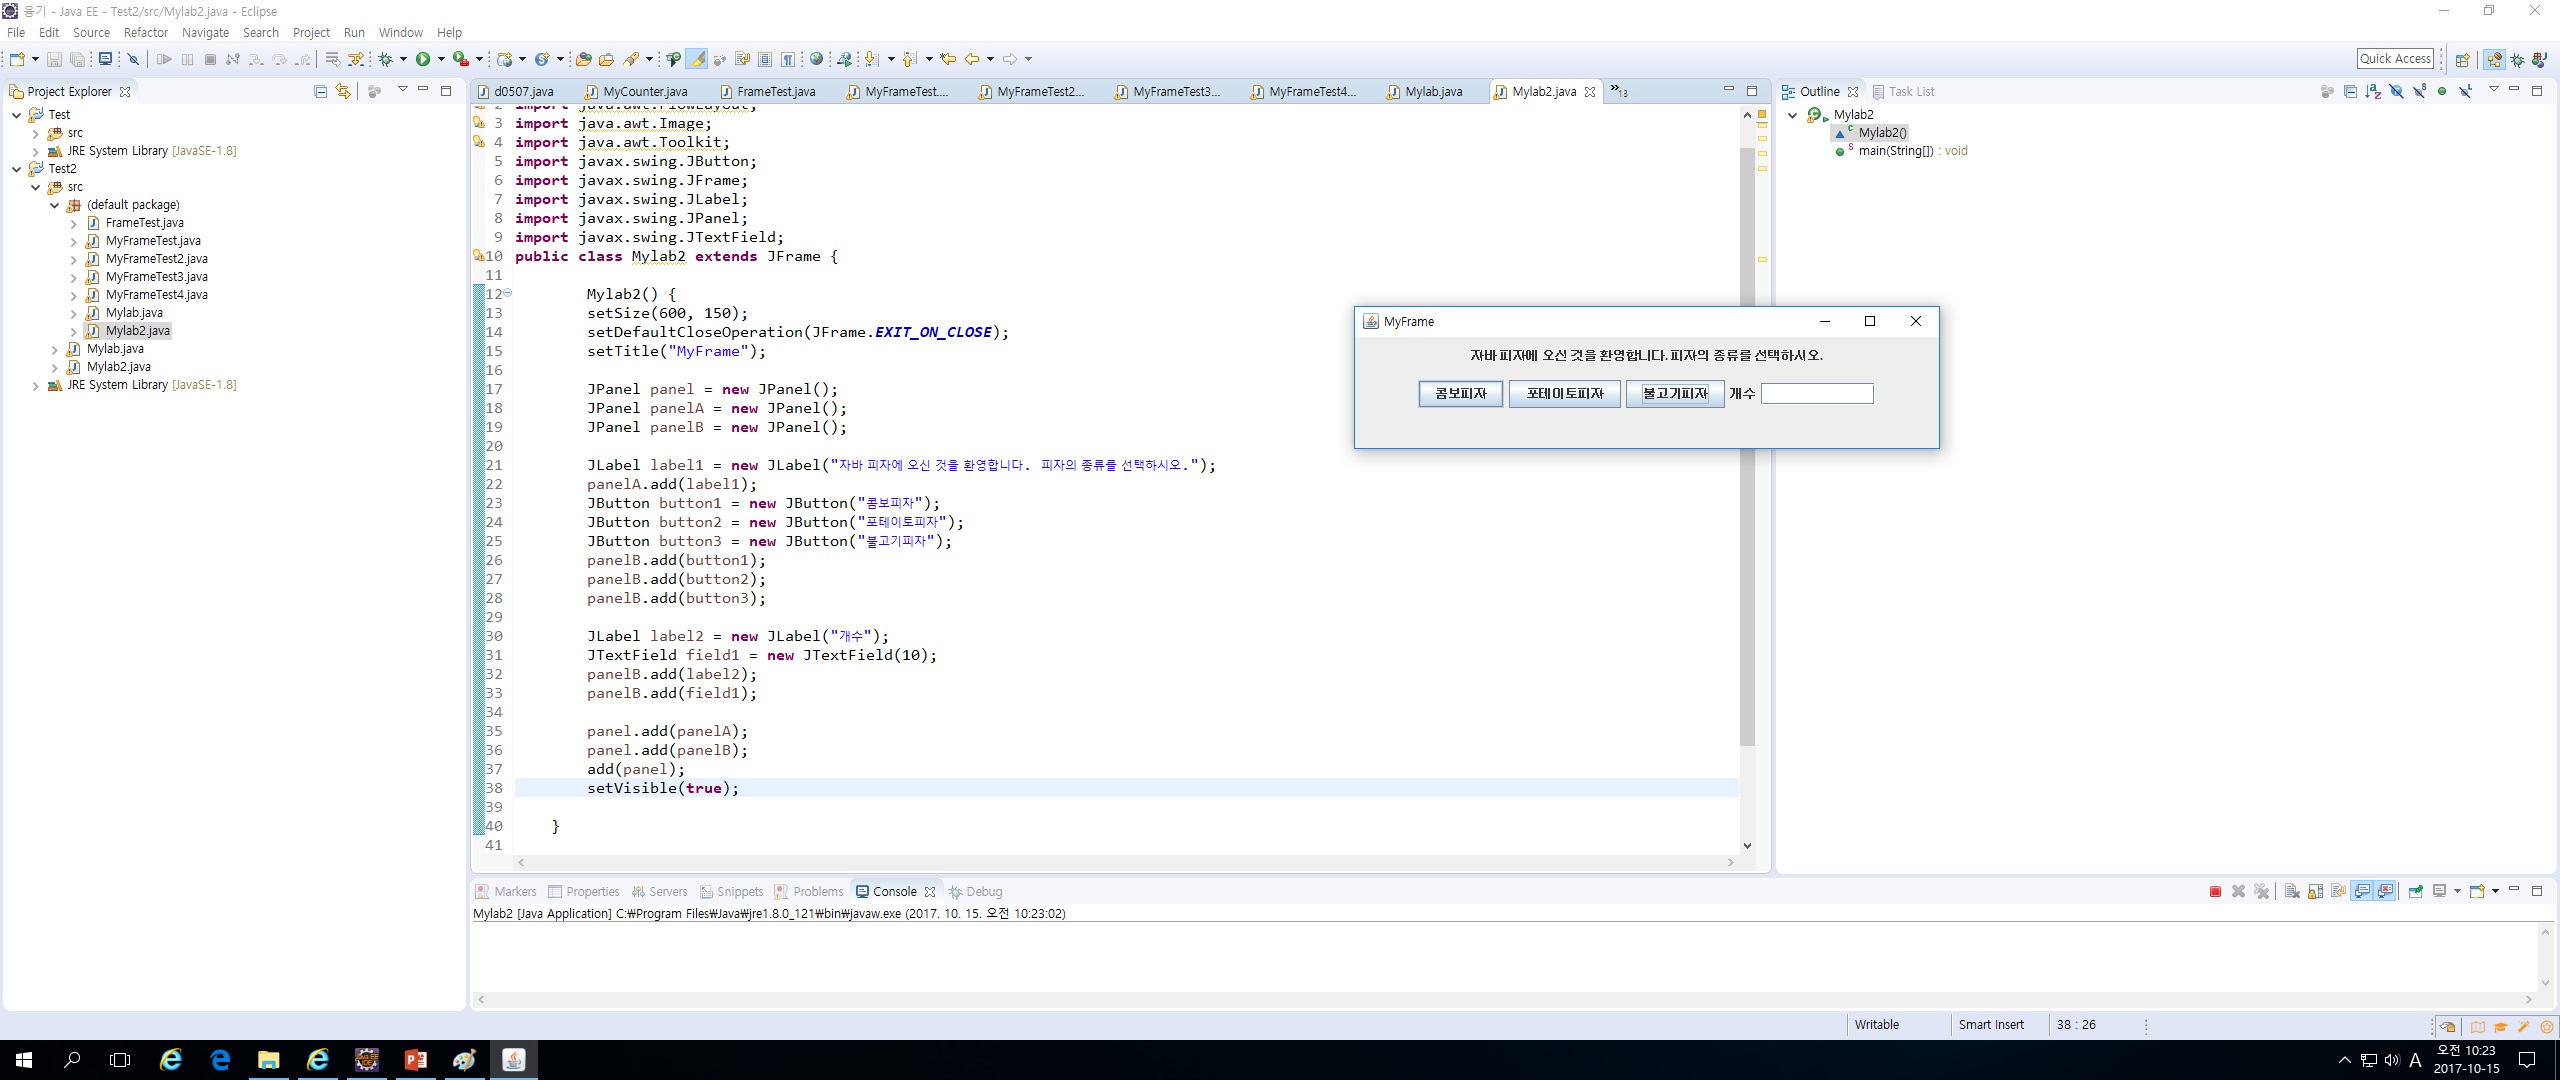 용기 - Java EE - Test2/src/Mylab2.java - Eclipse
File Edit Source Refactor Navigate Search Project Run Window Help
Quick Access
Project Explorer
Test
src
JRE System Library [JavaSE-1.8]
Test2
src
(default package)
FrameTest.java
MyFrameTest.java
MyFrameTest2.java
MyFrameTest3.java
MyFrameTest4.java
Mylab.java
Mylab2.java
Mylab.java
Mylab2.java
JRE System Library [JavaSE-1.8]
d0507.java MyCounter.java FrameTest.java MyFrameTest.... MyFrameTest2... MyFrameTest3... MyFrameTest4... Mylab.java Mylab2.java »13
2 import java.awt.FlowLayout;
3 import java.awt.Image;
4 import java.awt.Toolkit;
5 import javax.swing.JButton;
6 import javax.swing.JFrame;
7 import javax.swing.JLabel;
8 import javax.swing.JPanel;
9 import javax.swing.JTextField;
10 public class Mylab2 extends JFrame {
11
12 Mylab2() {
13 setSize(600, 150);
14 setDefaultCloseOperation(JFrame.EXIT_ON_CLOSE);
15 setTitle("MyFrame");
16
17 JPanel panel = new JPanel();
18 JPanel panelA = new JPanel();
19 JPanel panelB = new JPanel();
20
21 JLabel label1 = new JLabel("자바 피자에 오신 것을 환영합니다. 피자의 종류를 선택하시오.");
22 panelA.add(label1);
23 JButton button1 = new JButton("콤보피자");
24 JButton button2 = new JButton("포테이토피자");
25 JButton button3 = new JButton("불고기피자");
26 panelB.add(button1);
27 panelB.add(button2);
28 panelB.add(button3);
29
30 JLabel label2 = new JLabel("개수");
31 JTextField field1 = new JTextField(10);
32 panelB.add(label2);
33 panelB.add(field1);
34
35 panel.add(panelA);
36 panel.add(panelB);
37 add(panel);
38 setVisible(true);
39
40 }
41
MyFrame
자바 피자에 오신 것을 환영합니다. 피자의 종류를 선택하시오.
콤보피자 포테이토피자 불고기피자 개수
Outline Task List
Mylab2
Mylab2()
main(String[]) : void
Markers Properties Servers Snippets Problems Console Debug
Mylab2 [Java Application] C:₩Program Files₩Java₩jre1.8.0_121₩bin₩javaw.exe (2017. 10. 15. 오전 10:23:02)
Writable Smart Insert 38 : 26
A 오전 10:23
2017-10-15